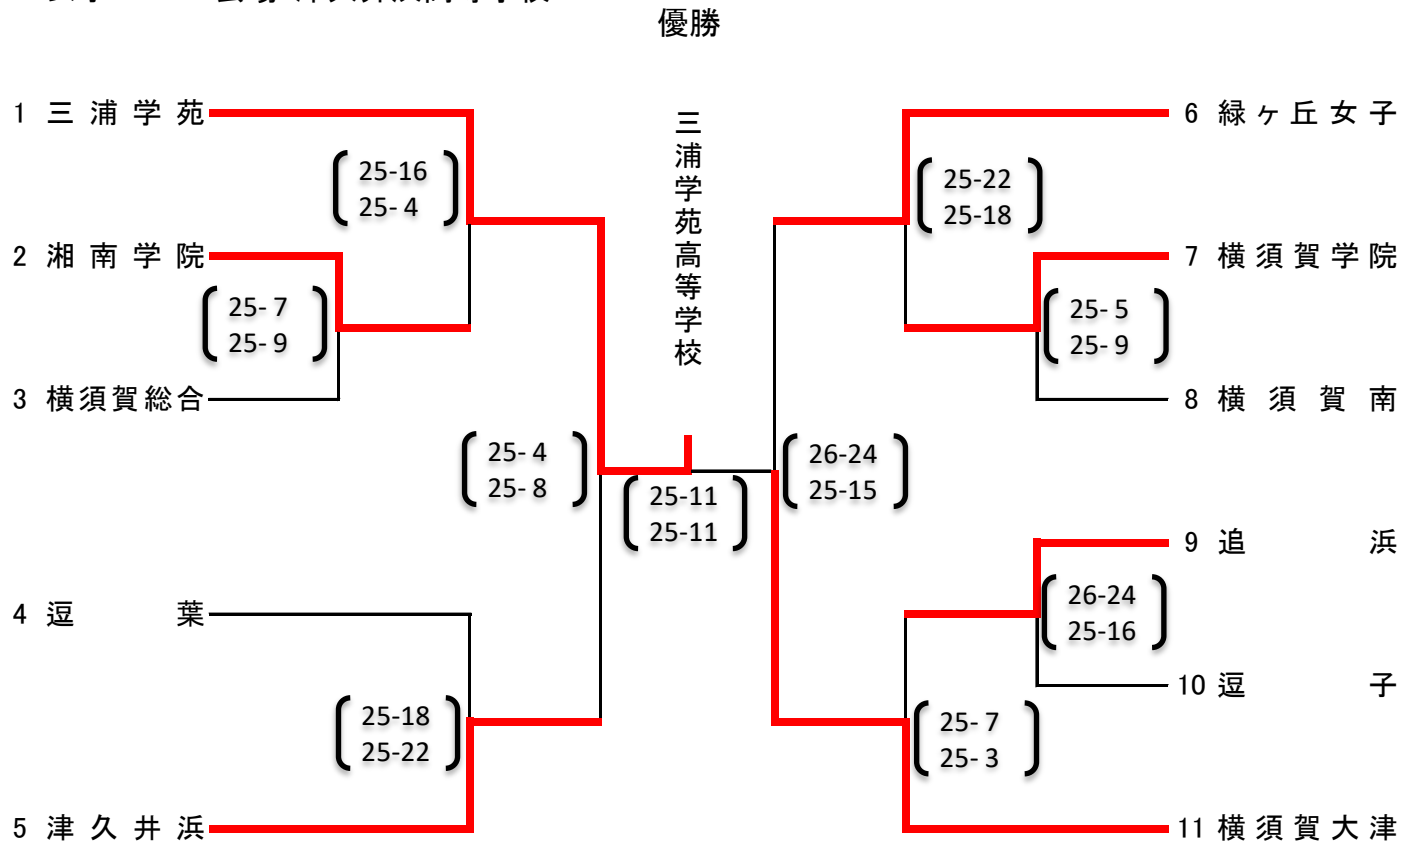 優勝
三浦学苑高等学校
1 三浦学苑
25-16
25- 4
2 湘南学院
25- 7
25- 9
3 横須賀総合
25- 4
25- 8
4 逗葉
25-18
25-22
5 津久井浜
25-11
25-11
6 緑ヶ丘女子
25-22
25-18
7 横須賀学院
25- 5
25- 9
8 横須賀南
26-24
25-15
9 追浜
26-24
25-16
10 逗子
25- 7
25- 3
11 横須賀大津